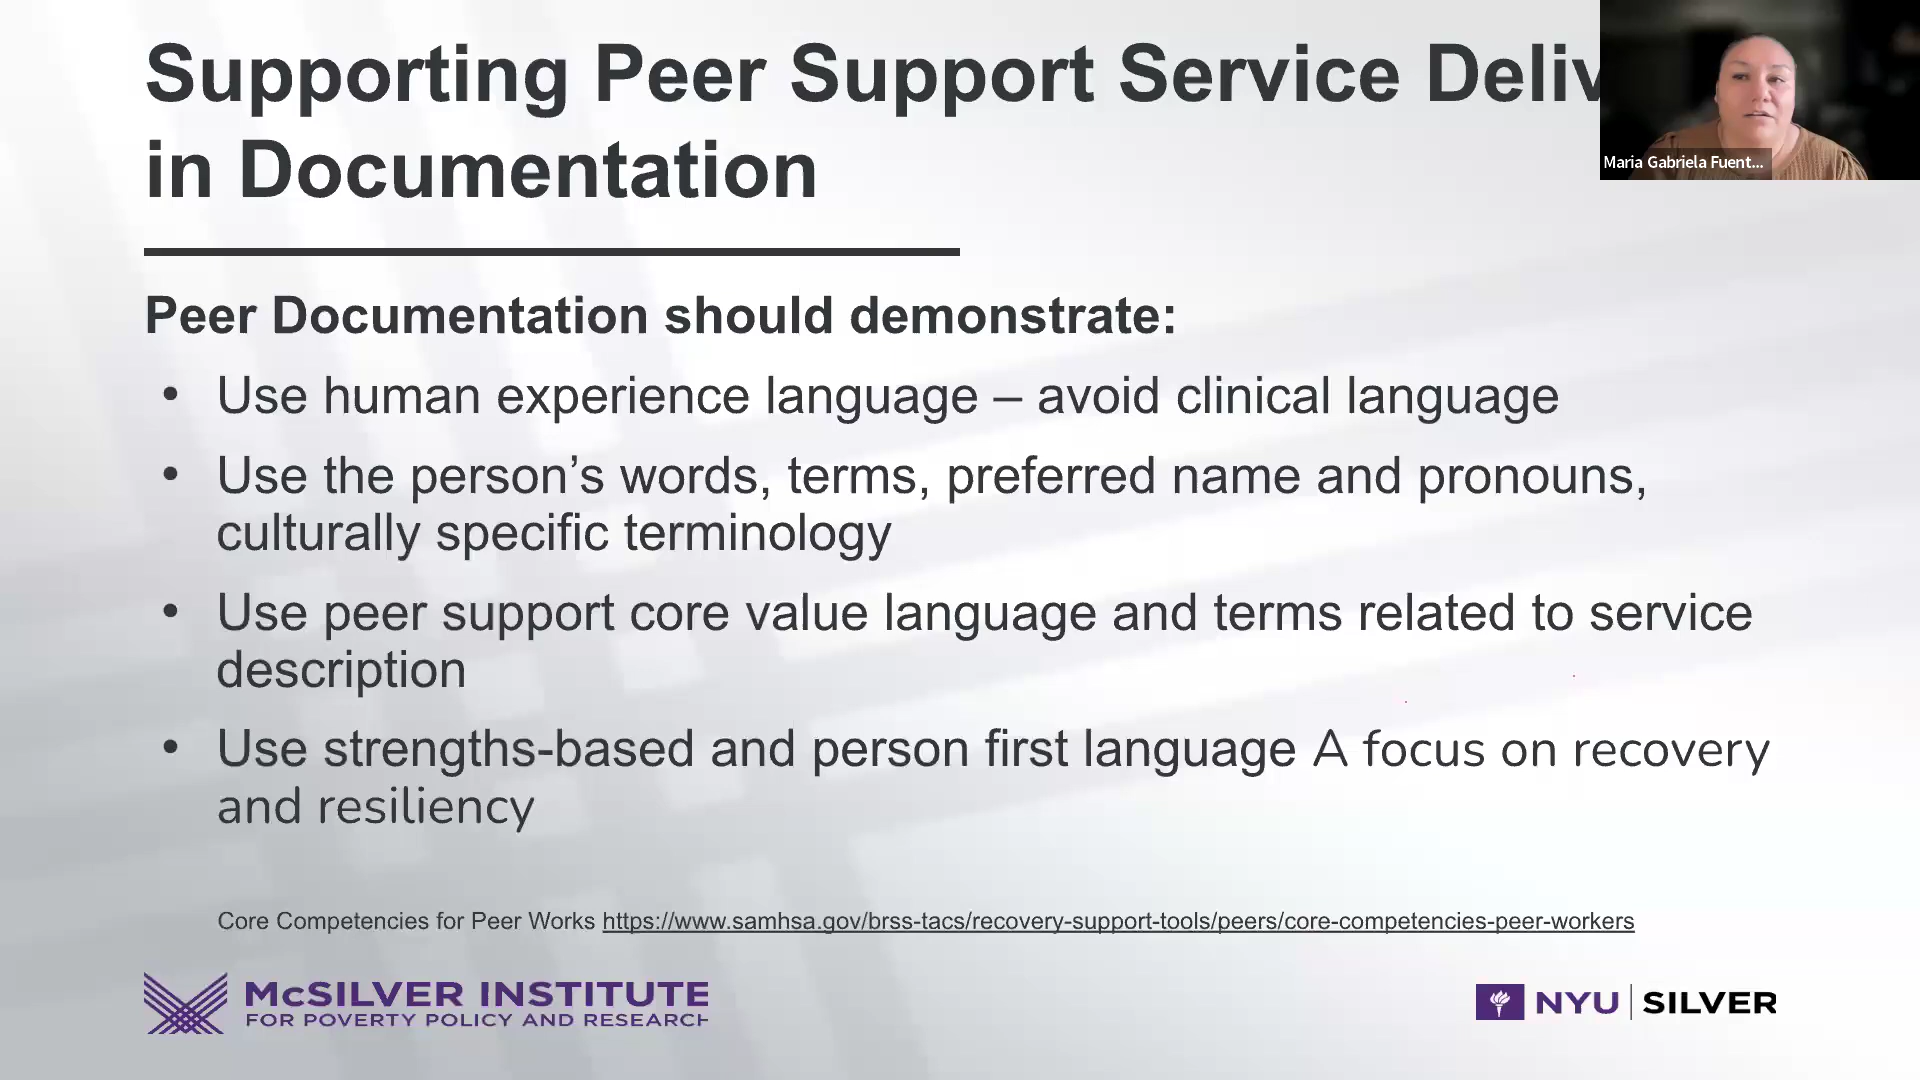 Supporting Peer Support Service Deliv
in Documentation
Maria Gabriela Fuent...
Peer Documentation should demonstrate:
• Use human experience language – avoid clinical language
• Use the person’s words, terms, preferred name and pronouns,
culturally specific terminology
• Use peer support core value language and terms related to service
description
• Use strengths-based and person first language A focus on recovery
and resiliency
Core Competencies for Peer Works https://www.samhsa.gov/brss-tacs/recovery-support-tools/peers/core-competencies-peer-workers
McSILVER INSTITUTE
FOR POVERTY POLICY AND RESEARCH
NYU SILVER